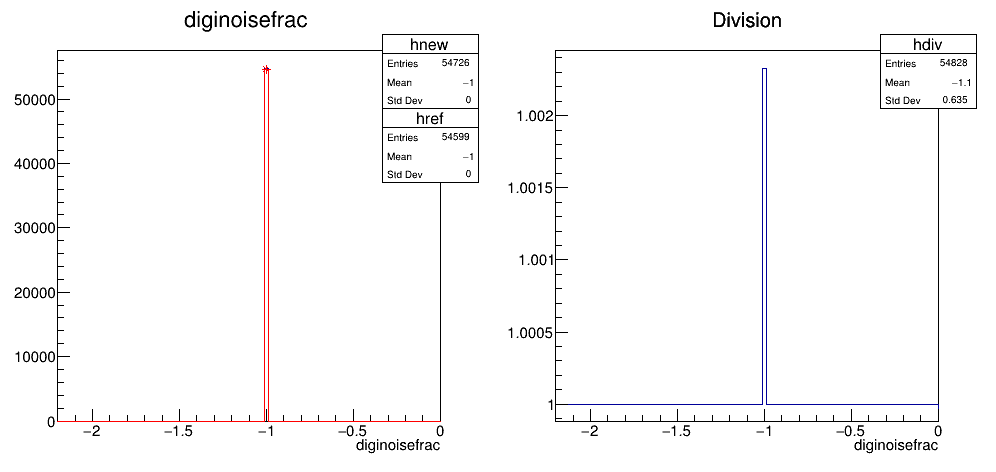 diginoisefrac
hnew
Entries 54726
Mean −1
Std Dev 0
href
Entries 54599
Mean −1
Std Dev 0
50000
40000
30000
20000
10000
0
−2 −1.5 −1 −0.5 0
diginoisefrac
Division
hdiv
Entries 54828
Mean −1.1
Std Dev 0.635
1.002
1.0015
1.001
1.0005
1
−2 −1.5 −1 −0.5 0
diginoisefrac